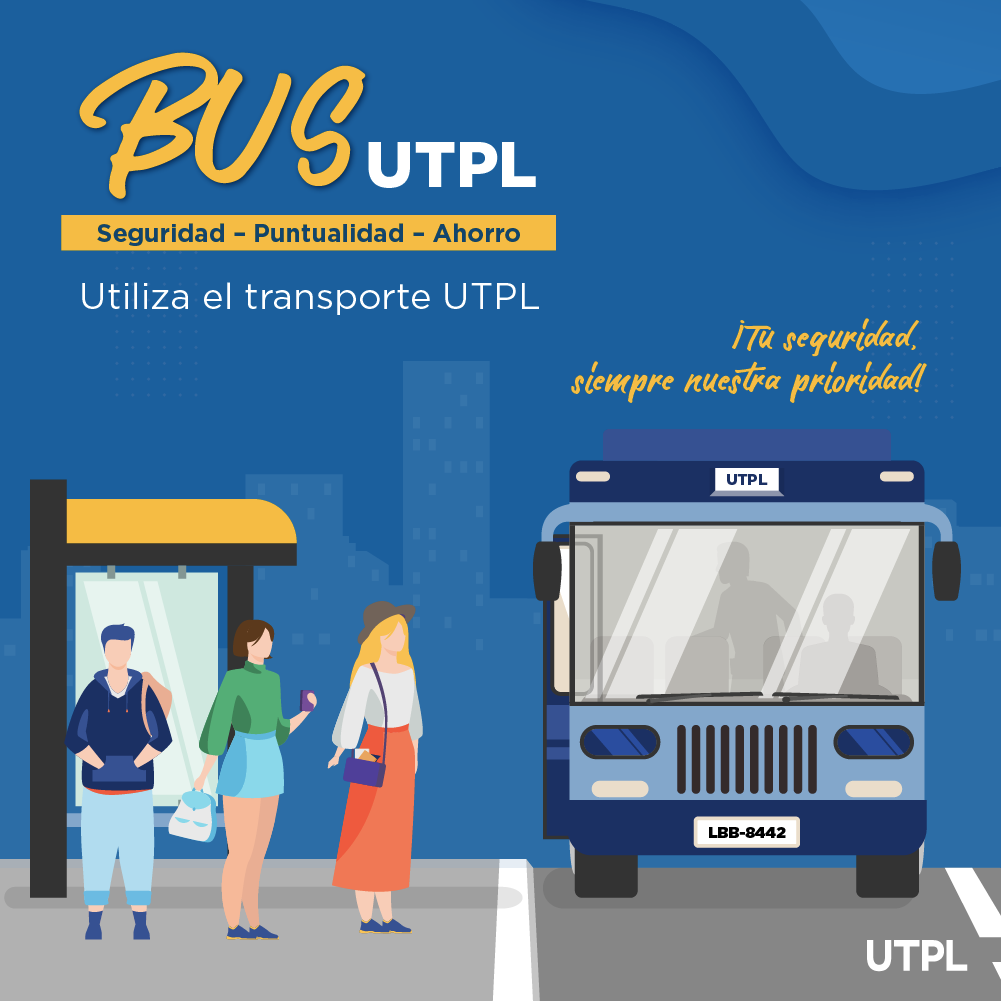 BUS UTPL
Seguridad – Puntualidad – Ahorro
Utiliza el transporte UTPL
¡Tu seguridad,
siempre nuestra prioridad!
UTPL
LBB-8442
UTPL